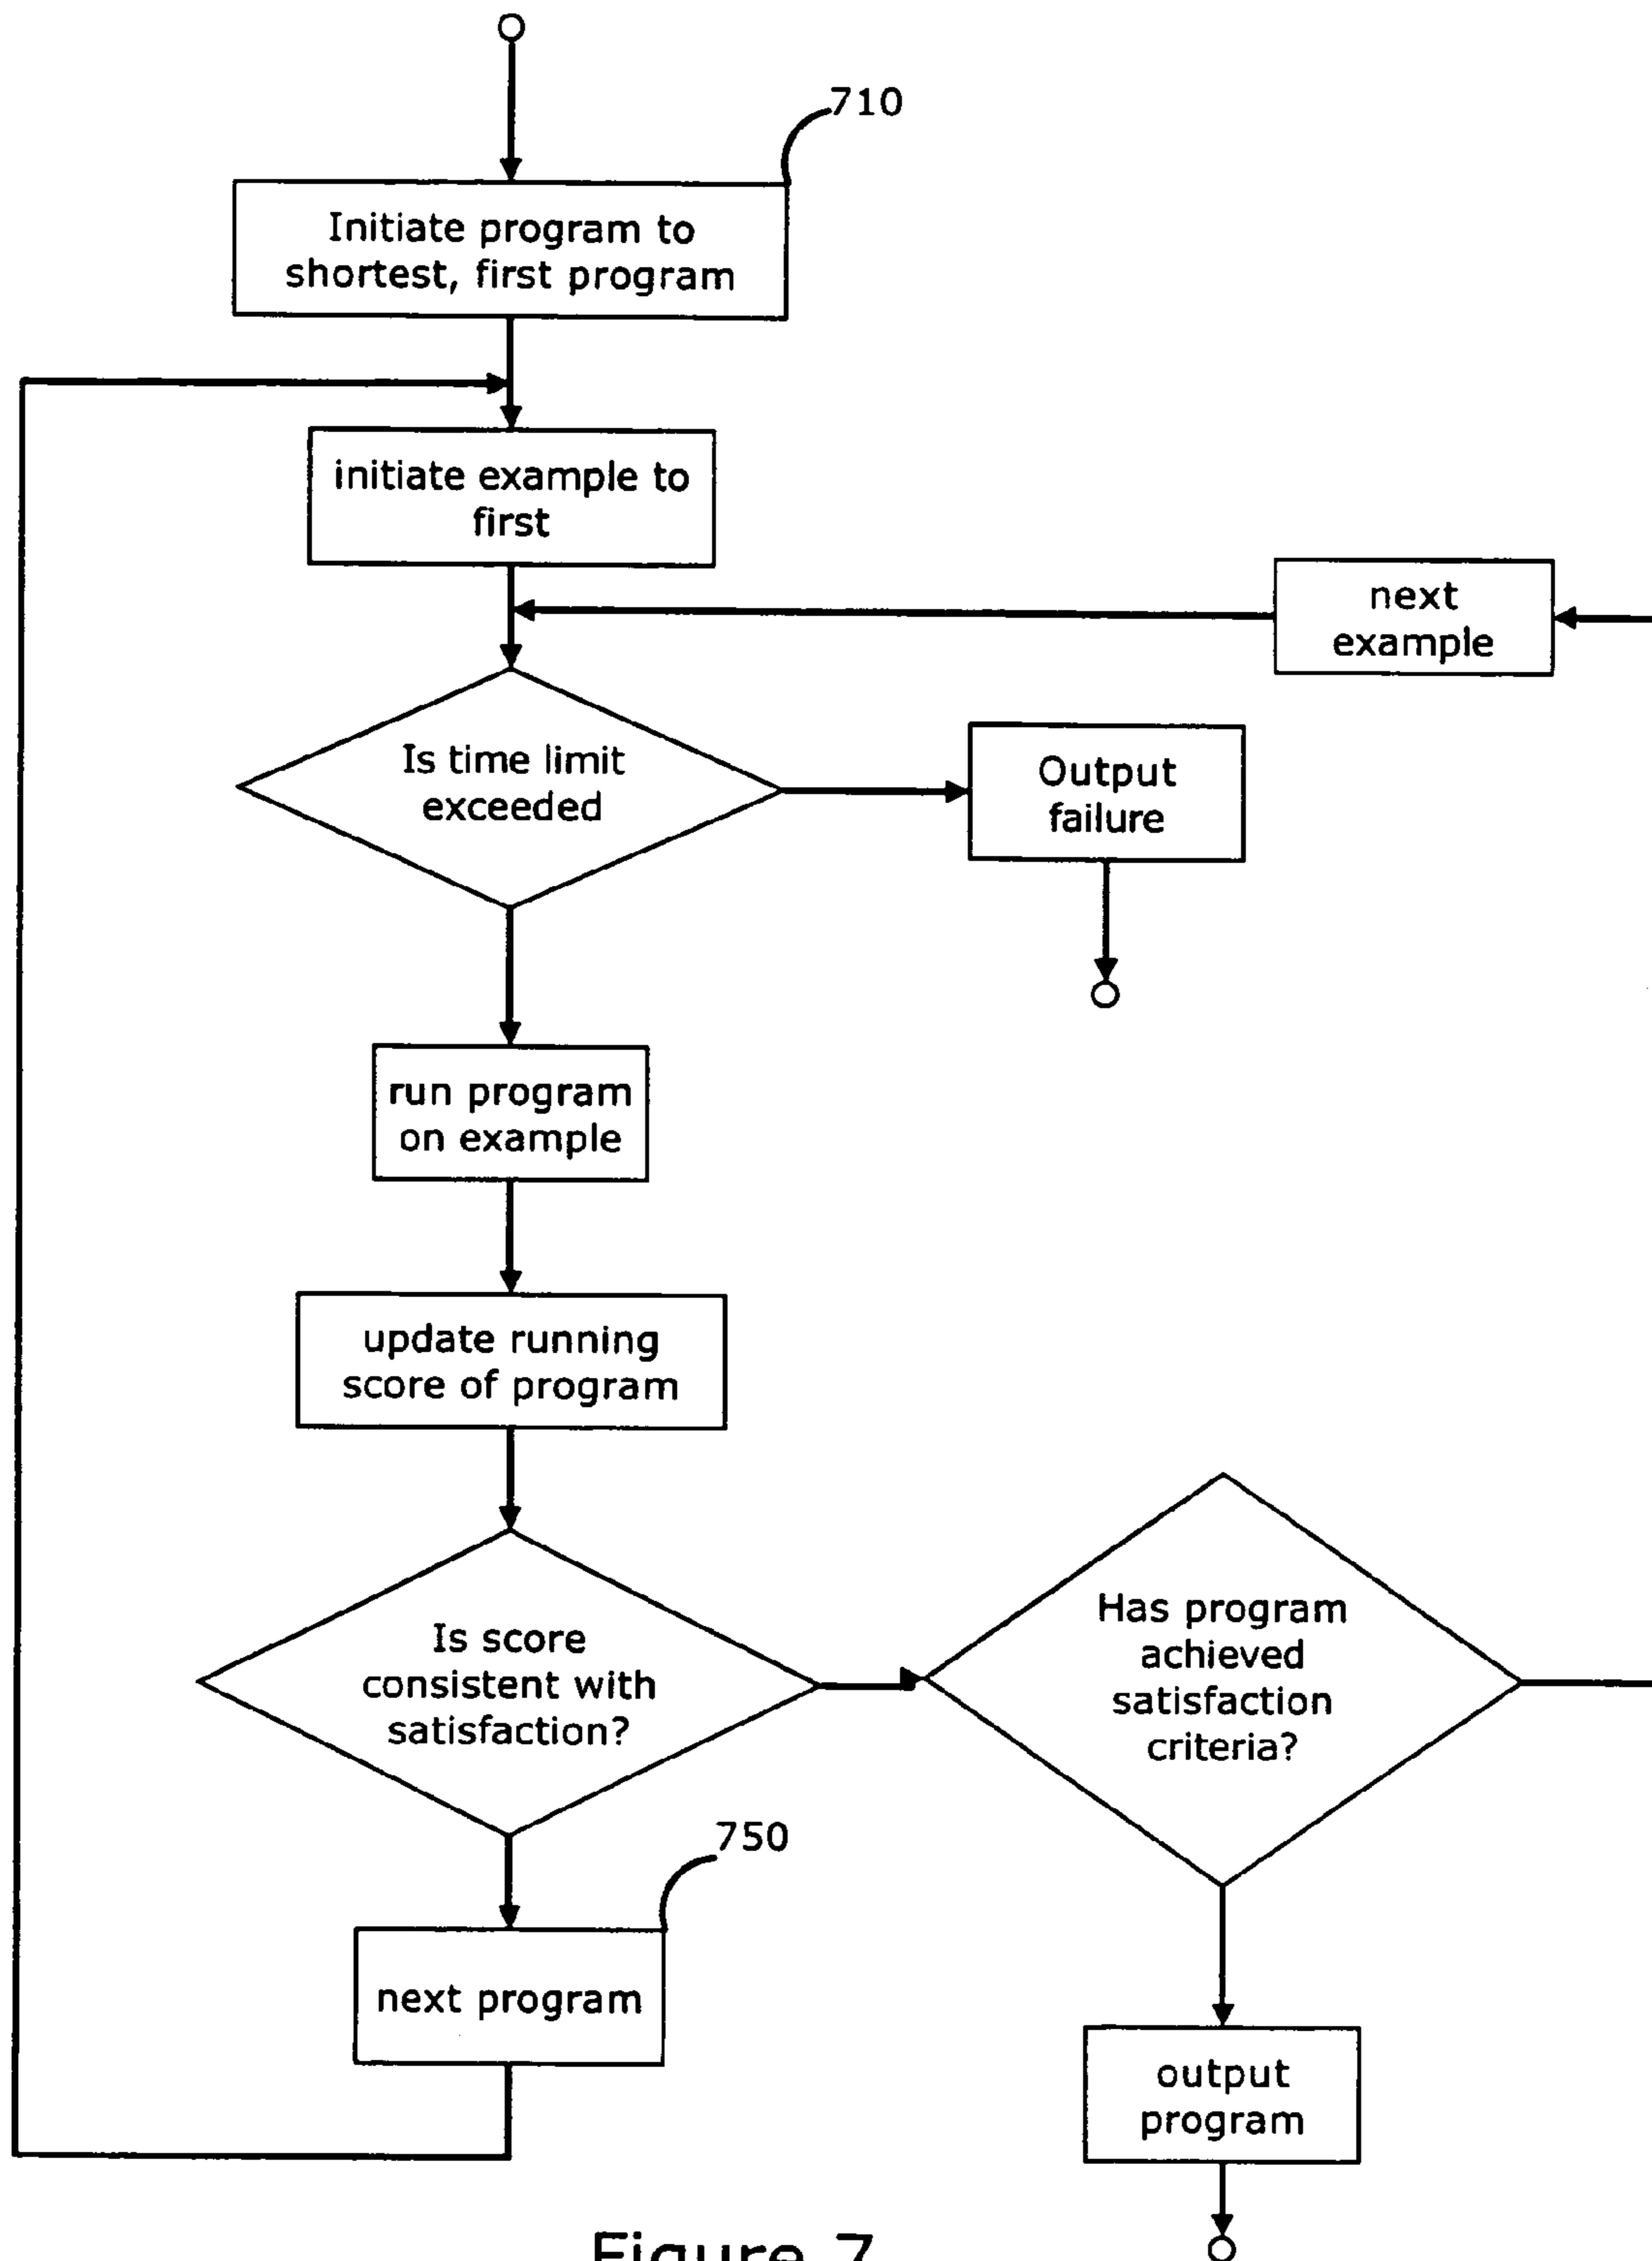 710
Initiate program to
shortest, first program
initiate example to
first
next
example
Is time limit
exceeded
Output
failure
run program
on example
update running
score of program
Is score
consistent with
satisfaction?
Has program
achieved
satisfaction
criteria?
750
next program
output
program
Figure 7